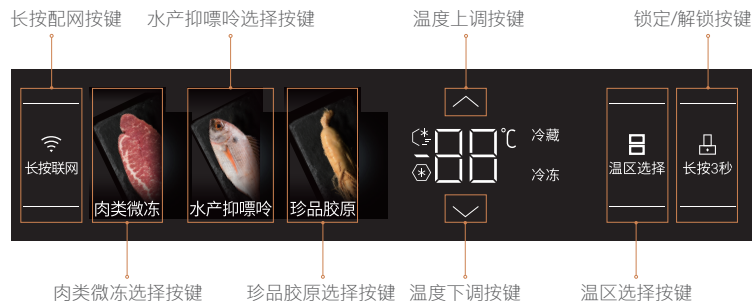 长按配网按键 水产抑嘌呤选择按键 温度上调按键 锁定/解锁按键
长按联网 肉类微冻 水产抑嘌呤 珍品胶原 88℃ 冷藏 冷冻 温区选择 长按3秒
肉类微冻选择按键 珍品胶原选择按键 温度下调按键 温区选择按键